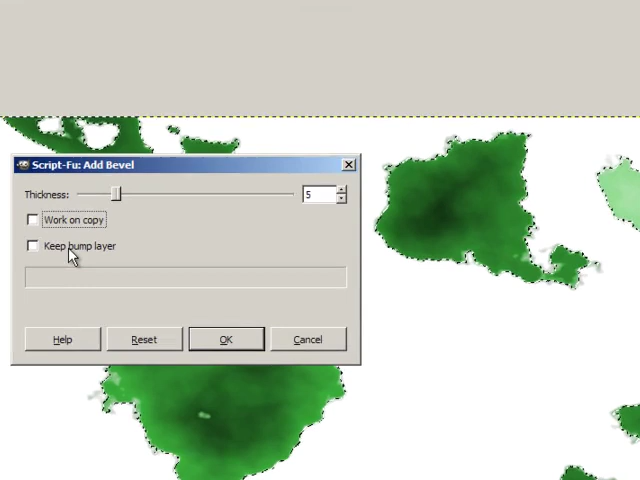 Script-Fu: Add Bevel
Thickness: 5
Work on copy
Keep bump layer
Help Reset OK Cancel